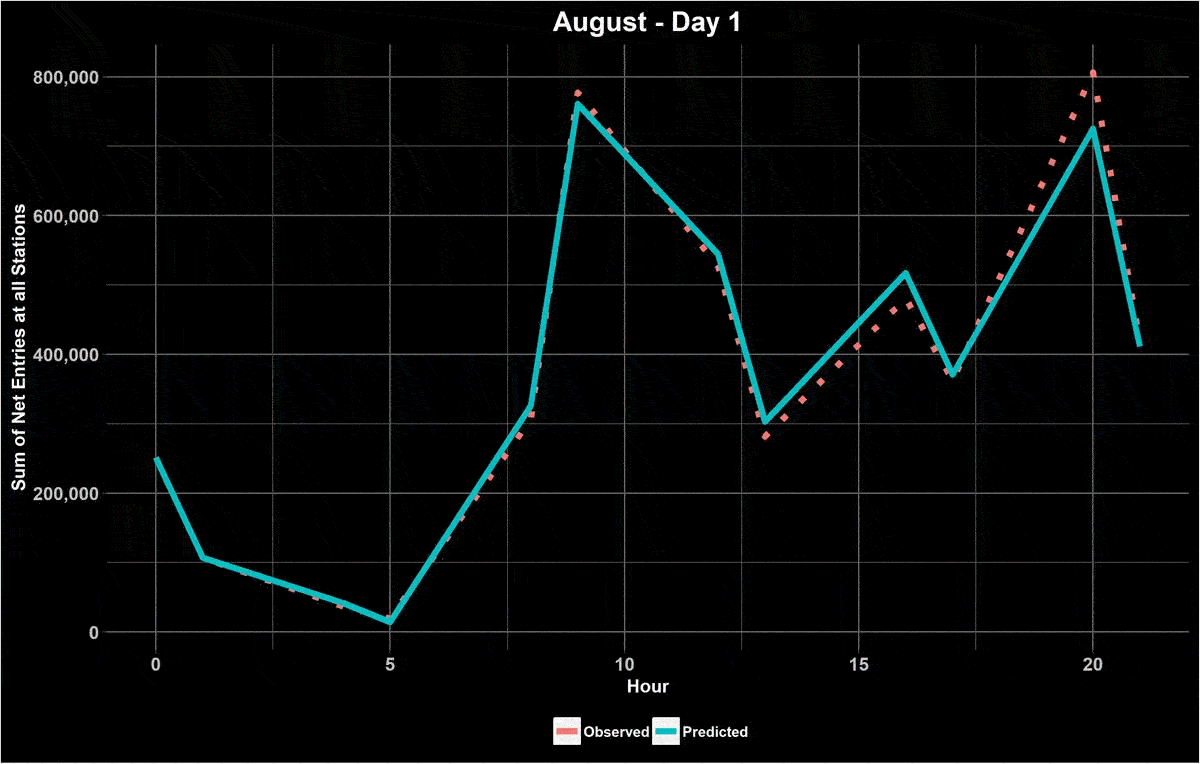 August - Day 1
Sum of Net Entries at all Stations
800,000
600,000
400,000
200,000
0
0 5 10 15 20
Hour
Observed Predicted